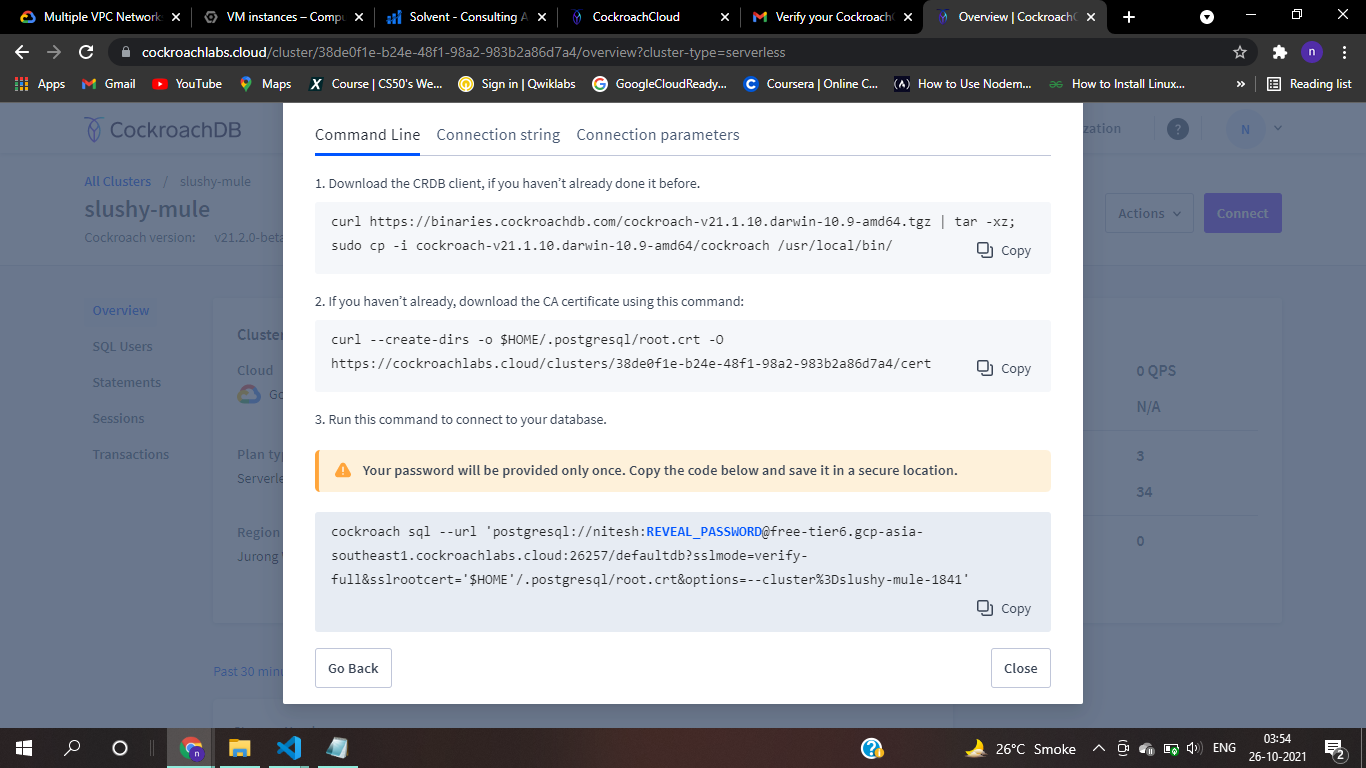 Multiple VPC Network
VM instances – Compu
Solvent - Consulting A
CockroachCloud
Verify your Cockroach
Overview | CockroachC
cockroachlabs.cloud/cluster/38de0f1e-b24e-48f1-98a2-983b2a86d7a4/overview?cluster-type=serverless
n
Apps
Gmail
YouTube
Maps
Course | CS50's We...
Sign in | Qwiklabs
GoogleCloudReady...
Coursera | Online C...
How to Use Nodem...
How to Install Linux...
»
Reading list
CockroachDB
zation
?
N
All Clusters / slushy-mule
slushy-mule
Cockroach version: v21.2.0-beta
Actions
Connect
Overview
SQL Users
Statements
Sessions
Transactions
Cluster
Cloud
Go
Plan typ
Serverle
Region
Jurong
0 QPS
N/A
3
34
0
Past 30 minu
Command Line
Connection string
Connection parameters
1. Download the CRDB client, if you haven’t already done it before.
curl https://binaries.cockroachdb.com/cockroach-v21.1.10.darwin-10.9-amd64.tgz | tar -xz;
sudo cp -i cockroach-v21.1.10.darwin-10.9-amd64/cockroach /usr/local/bin/
Copy
2. If you haven’t already, download the CA certificate using this command:
curl --create-dirs -o $HOME/.postgresql/root.crt -O
https://cockroachlabs.cloud/clusters/38de0f1e-b24e-48f1-98a2-983b2a86d7a4/cert
Copy
3. Run this command to connect to your database.
Your password will be provided only once. Copy the code below and save it in a secure location.
cockroach sql --url 'postgresql://nitesh:REVEAL_PASSWORD@free-tier6.gcp-asia-
southeast1.cockroachlabs.cloud:26257/defaultdb?sslmode=verify-
full&sslrootcert='$HOME'/.postgresql/root.crt&options=--cluster%3Dslushy-mule-1841'
Copy
Go Back
Close
n
26°C Smoke
ENG
03:54
26-10-2021
2